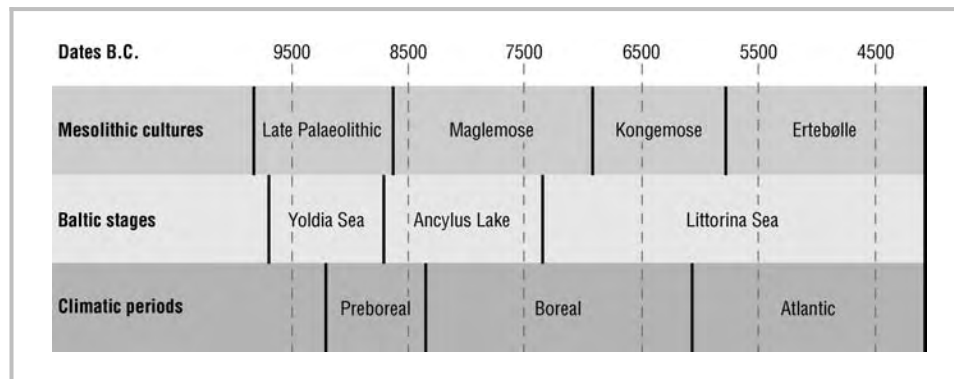 Dates B.C. 9500 8500 7500 6500 5500 4500
Mesolithic cultures Late Palaeolithic Maglemose Kongemose Ertebølle
Baltic stages Yoldia Sea Ancylus Lake Littorina Sea
Climatic periods Preboreal Boreal Atlantic